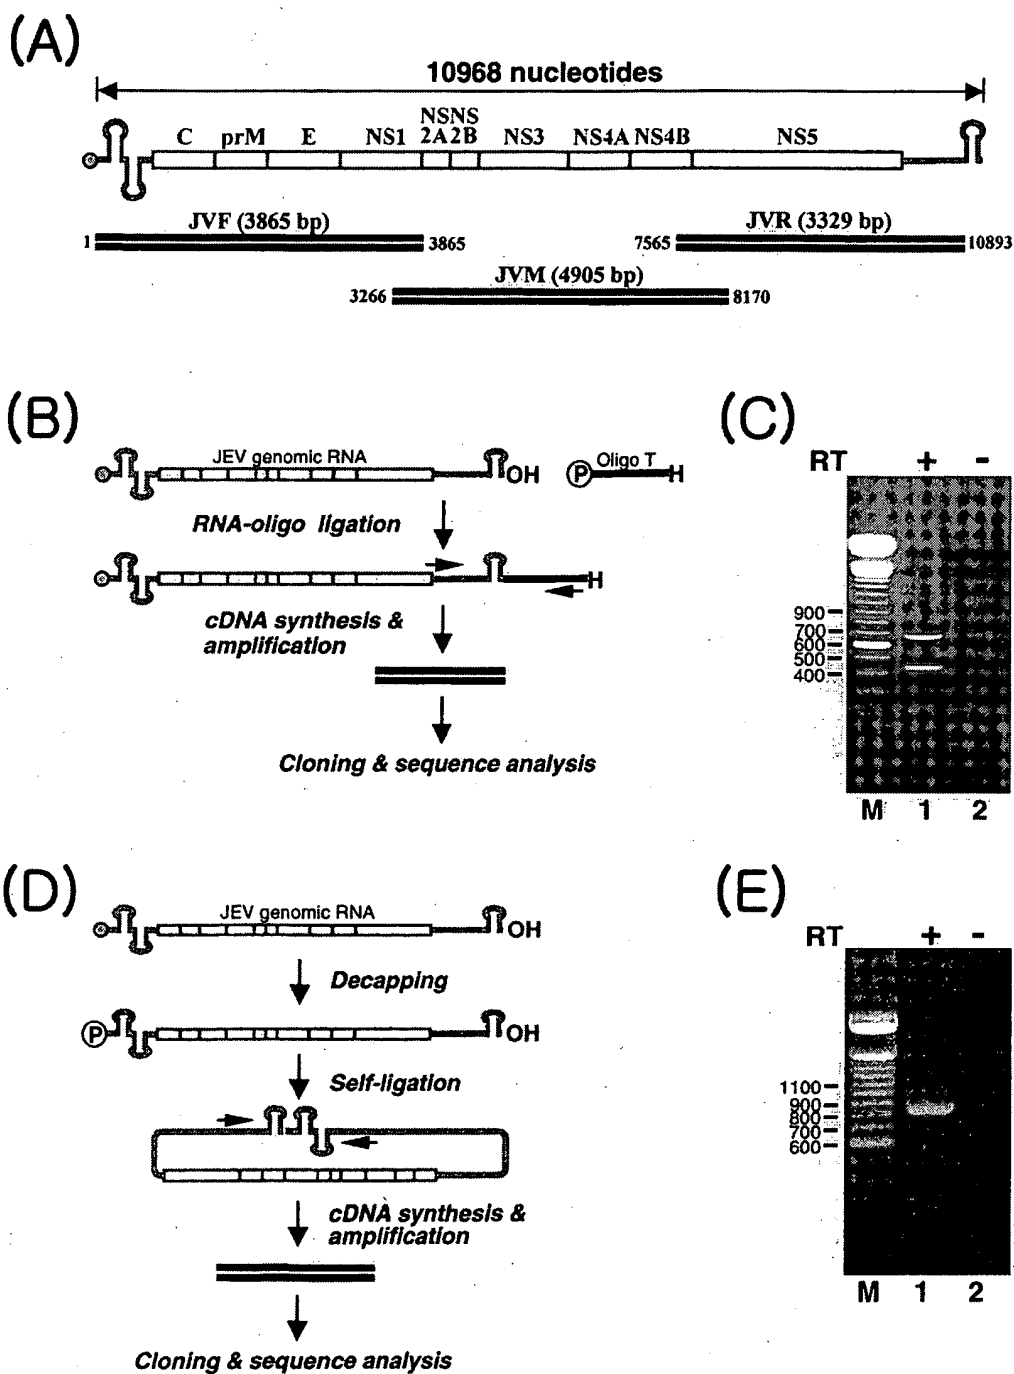 (A)
10968 nucleotides
NSNS
C prM E NS1 2A 2B NS3 NS4A NS4B NS5
JVF (3865 bp) JVR (3329 bp)
1 3865 7565 10893
JVM (4905 bp)
3266 8170
(B)
JEV genomic RNA
OH P Oligo T H
RNA-oligo ligation
H
cDNA synthesis &
amplification
Cloning & sequence analysis
(C)
RT + -
900
700
600
500
400
M 1 2
(D)
JEV genomic RNA
OH
Decapping
P OH
Self-ligation
cDNA synthesis &
amplification
Cloning & sequence analysis
(E)
RT + -
1100
900
800
700
600
M 1 2